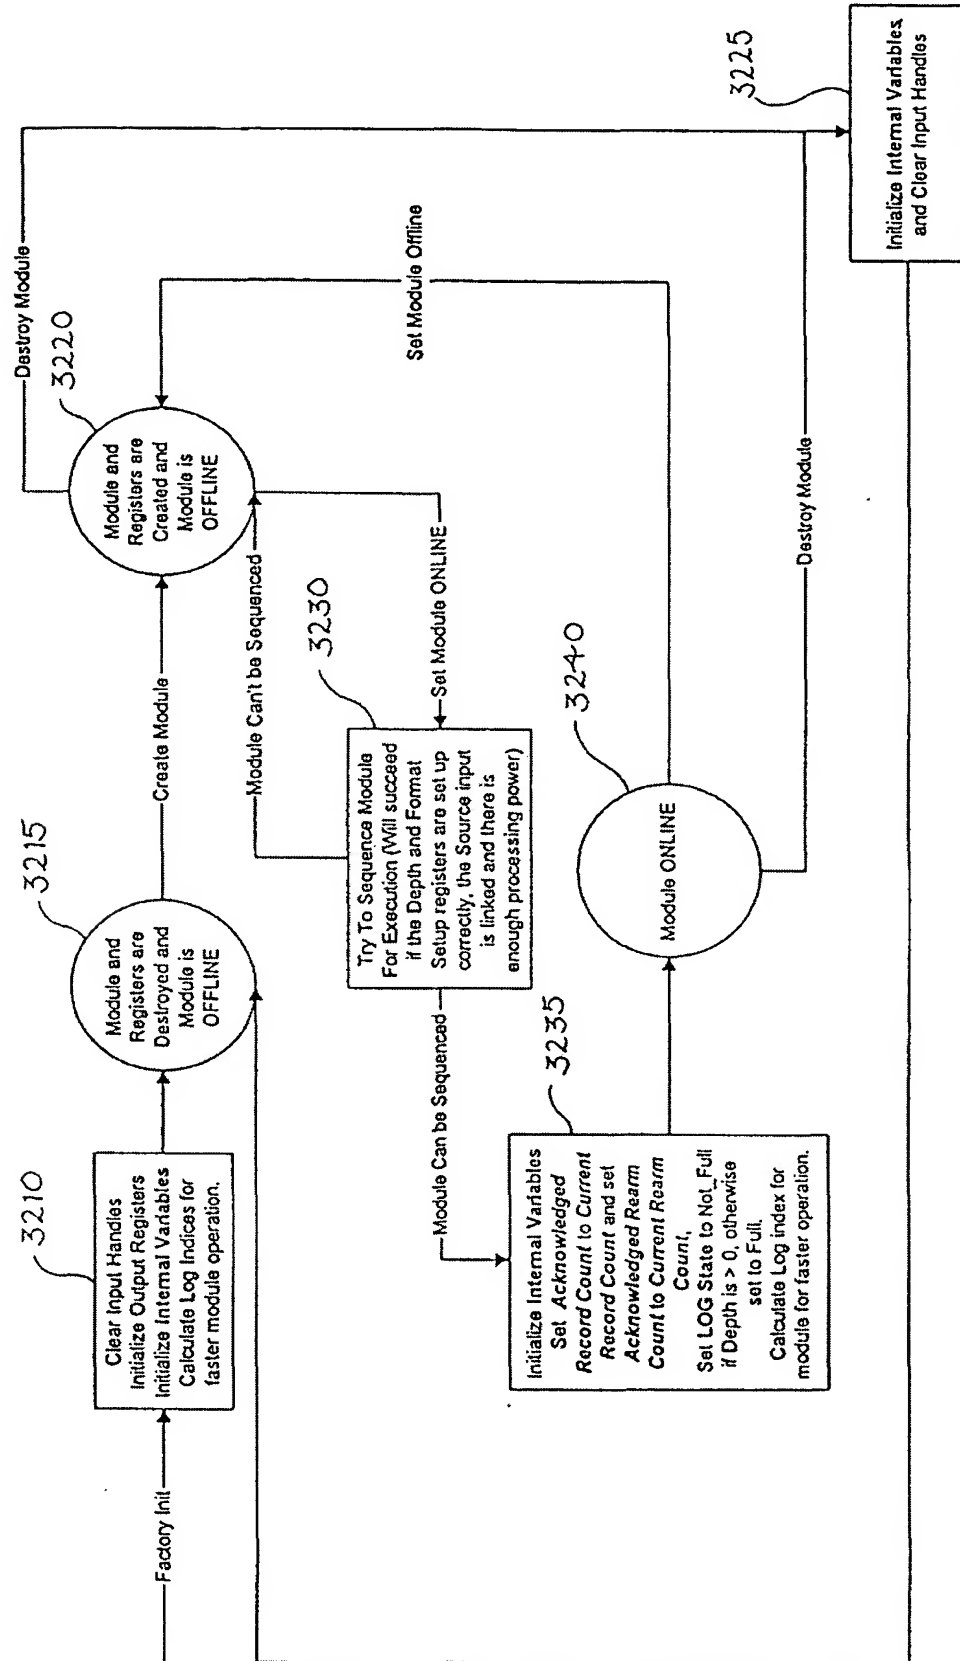 Factory Init
3210
Clear Input Handles
Initialize Output Registers
Initialize Internal Variables
Calculate Log Indices for
faster module operation.
3215
Module and
Registers are
Destroyed and
Module is
OFFLINE
Create Module
3220
Module and
Registers are
Created and
Module is
OFFLINE
Destroy Module
Module Can't be Sequenced
Set Module ONLINE
Set Module Offline
3230
Try To Sequence Module
For Execution (Will succeed
if the Depth and Format
Setup registers are set up
correctly, the Source input
is linked and there is
enough processing power)
Module Can be Sequenced
3235
Initialize Internal Variables
Set Acknowledged
Record Count to Current
Record Count and set
Acknowledged Rearm
Count to Current Rearm
Count,
Set LOG State to Not_Full
if Depth is > 0, otherwise
set to Full.
Calculate Log index for
module for faster operation.
3240
Module ONLINE
Destroy Module
3225
Initialize Internal Variables,
and Clear Input Handles